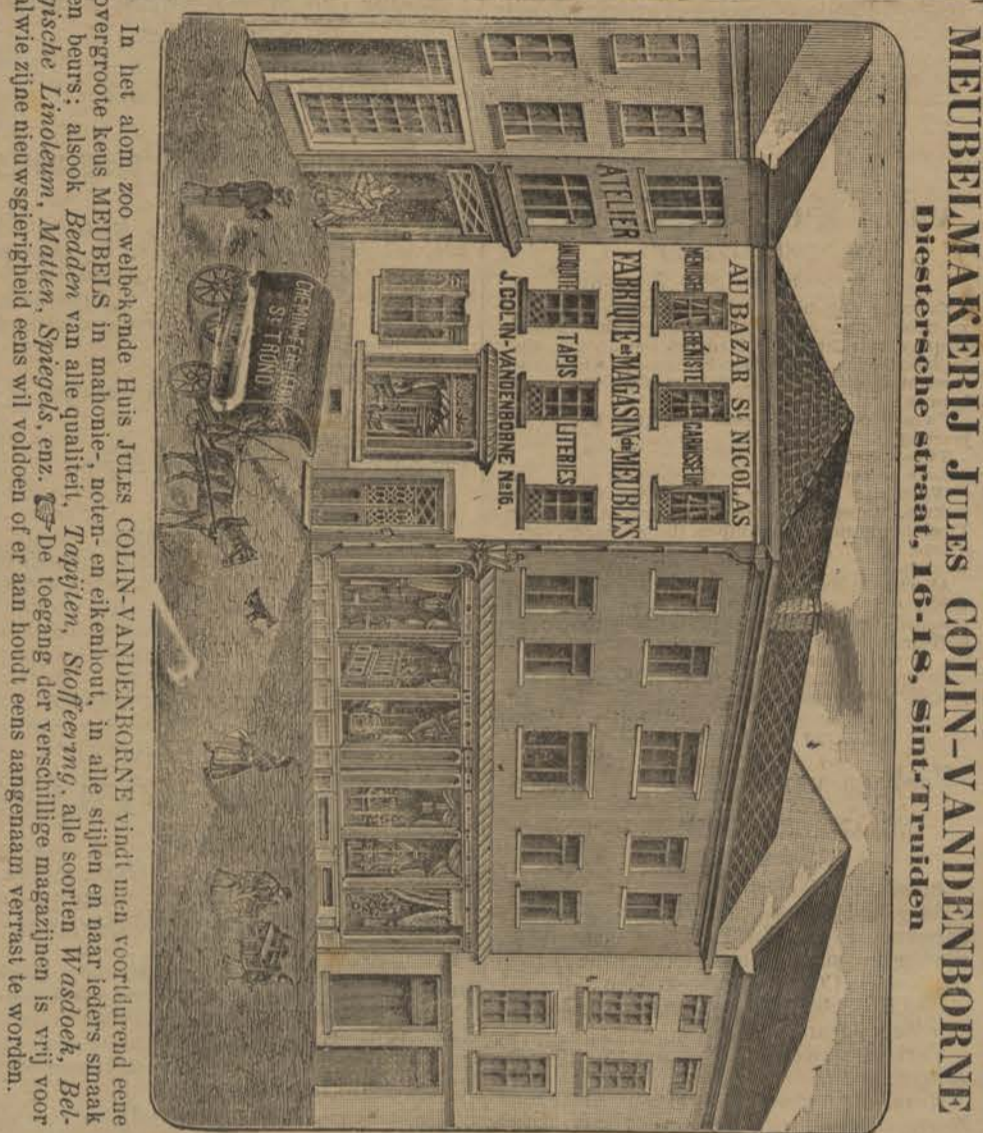 MEUBELMAKERIJ JULES COLIN-VANDENBORNE
Diestersche straat, 16-18, Sint-Truiden
AU BAZAR St NICOLAS
MENUISIER EBÉNISTE GARNISSEUR
FABRIQUE et MAGASIN de MEUBLES
TAPIS LITERIES
J. COLIN-VANDENBORNE No 16.
ATELIER
CHEMIN de FER
St TROND
In het alom zoo welbekende Huis JULES COLIN-VANDENBORNE vindt men voortdurend eene
overgroote keus MEUBELS in mahonie-, noten- en eikenhout, in alle stijlen en naar ieders smaak
en beurs; alsook Bedden van alle qualiteit, Tapijten, Stoffeering, alle soorten Wasdoek, Bel-
gische Linoleum, Matten, Spiegels, enz. ☞ De toegang der verschillige magazijnen is vrij voor
alwie zijne nieuwsgierigheid eens wil voldoen of er aan houdt eens aangenaam verrast te worden.